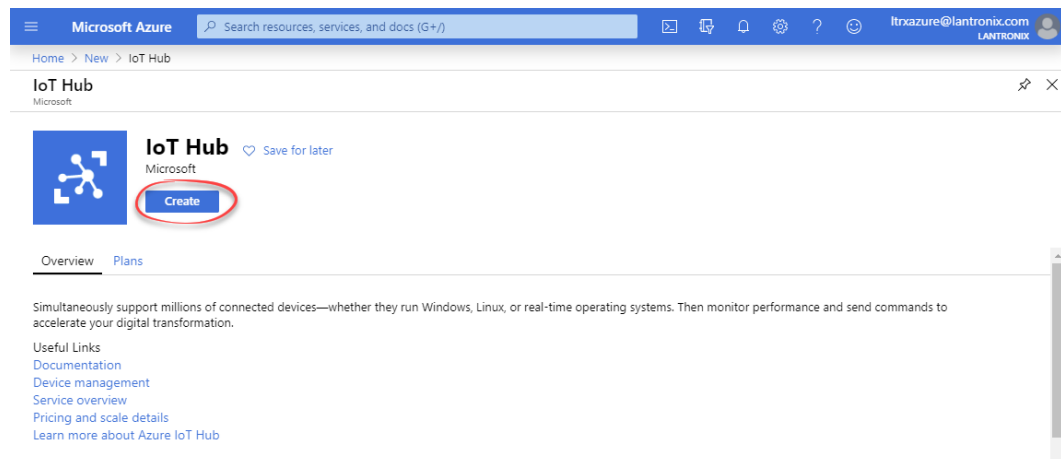 Microsoft Azure
Search resources, services, and docs (G+/)
ltrxazure@lantronix.com
LANTRONIX
Home > New > IoT Hub
IoT Hub
Microsoft
IoT Hub
Save for later
Microsoft
Create
Overview Plans
Simultaneously support millions of connected devices—whether they run Windows, Linux, or real-time operating systems. Then monitor performance and send commands to
accelerate your digital transformation.
Useful Links
Documentation
Device management
Service overview
Pricing and scale details
Learn more about Azure IoT Hub